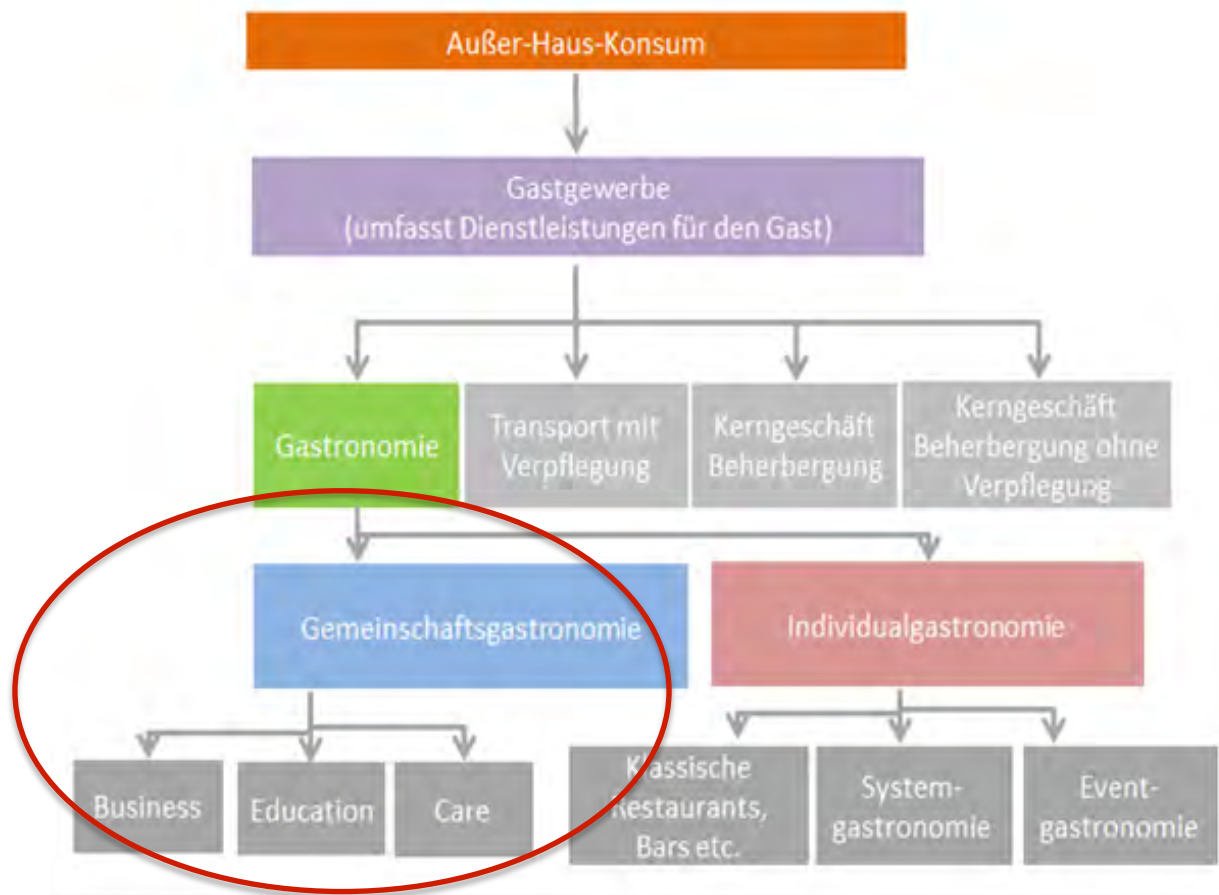 Außer-Haus-Konsum
Gastgewerbe
(umfasst Dienstleistungen für den Gast)
Gastronomie
Transport mit
Verpflegung
Kerngeschäft
Beherbergung
Kerngeschäft
Beherbergung ohne
Verpflegung
Gemeinschaftsgastronomie
Individualgastronomie
Business
Education
Care
Klassische
Restaurants,
Bars etc.
System-
gastronomie
Event-
gastronomie